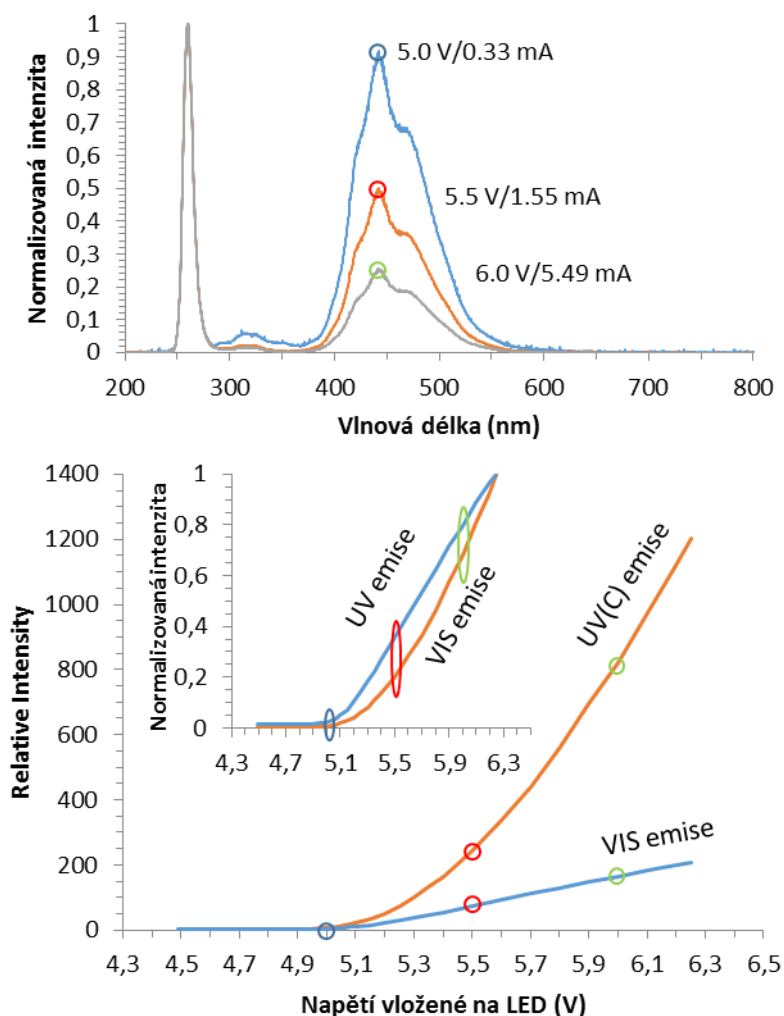 Normalizovaná intenzita
1
0,9
0,8
0,7
0,6
0,5
0,4
0,3
0,2
0,1
0
5.0 V/0.33 mA
5.5 V/1.55 mA
6.0 V/5.49 mA
200 300 400 500 600 700 800
Vlnová délka (nm)
Relative Intensity
1400
1200
1000
800
600
400
200
0
Normalizovaná intenzita
1
0,8
0,6
0,4
0,2
0
UV emise
VIS emise
4,3 4,7 5,1 5,5 5,9 6,3
UV(C) emise
VIS emise
4,3 4,5 4,7 4,9 5,1 5,3 5,5 5,7 5,9 6,1 6,3 6,5
Napětí vložené na LED (V)